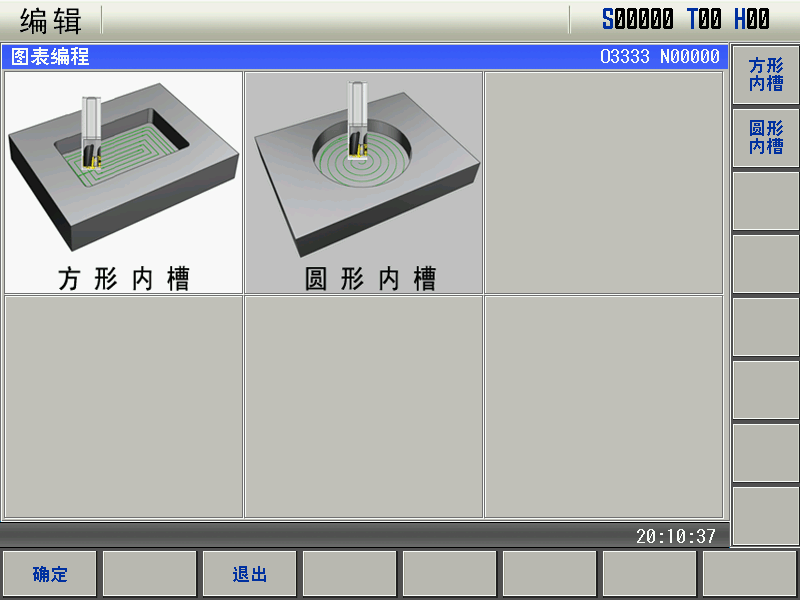 编辑
S00000 T00 H00
图表编程
O3333 N00000
方形
内槽
圆形
内槽
方形内槽
圆形内槽
20:10:37
确定
退出